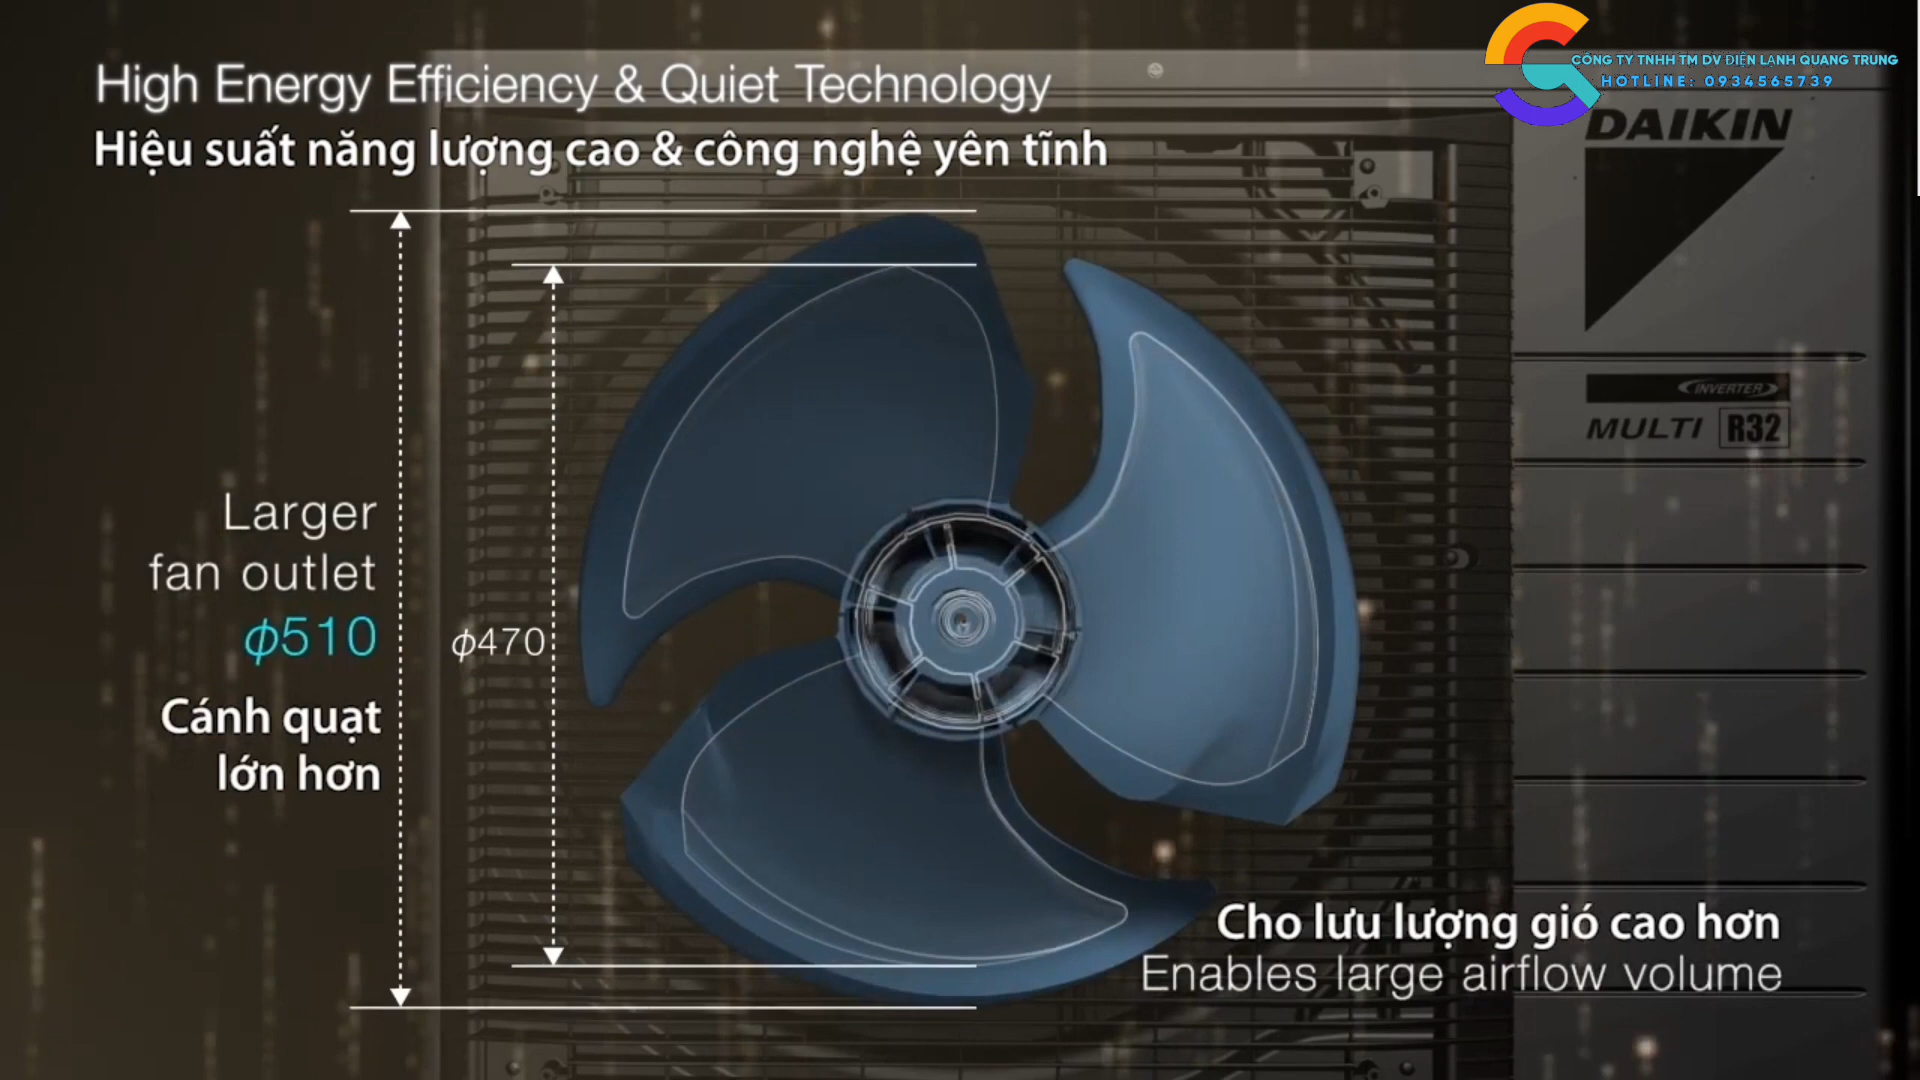 High Energy Efficiency & Quiet Technology
Hiệu suất năng lượng cao & công nghệ yên tĩnh
CÔNG TY TNHH TM DV ĐIỆN LẠNH QUANG TRUNG
HOTLINE: 0934565739
DAIKIN
INVERTER
MULTI R32
Larger
fan outlet
ϕ510
ϕ470
Cánh quạt
lớn hơn
Cho lưu lượng gió cao hơn
Enables large airflow volume